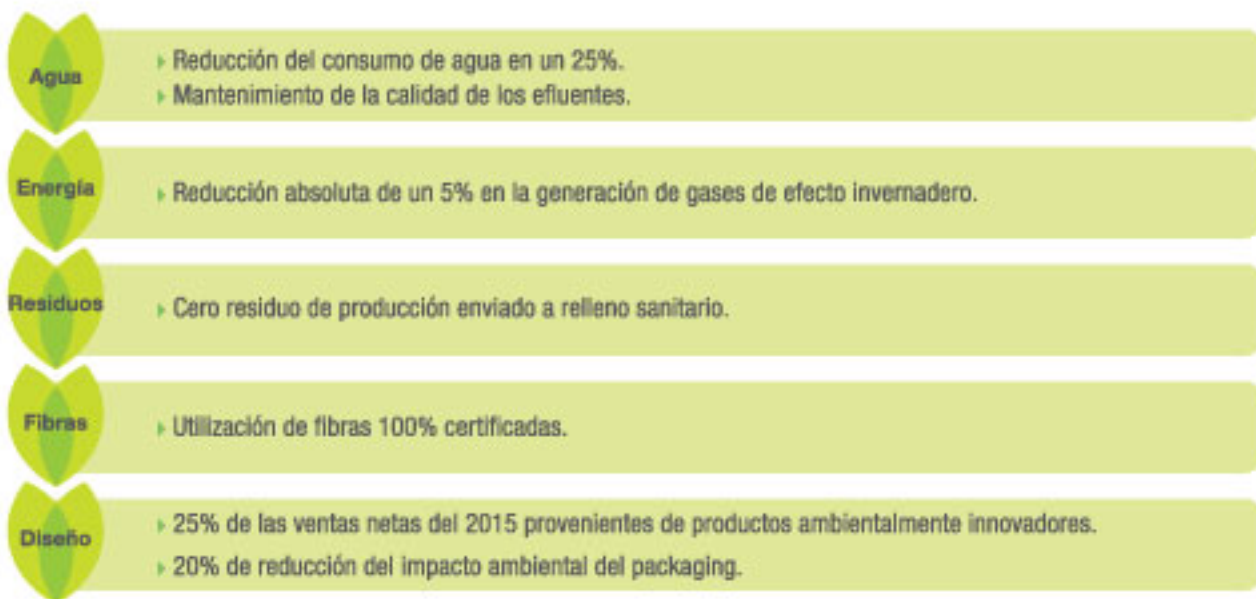 Agua
Reducción del consumo de agua en un 25%.
Mantenimiento de la calidad de los efluentes.
Energía
Reducción absoluta de un 5% en la generación de gases de efecto invernadero.
Residuos
Cero residuo de producción enviado a relleno sanitario.
Fibras
Utilización de fibras 100% certificadas.
Diseño
25% de las ventas netas del 2015 provenientes de productos ambientalmente innovadores.
20% de reducción del impacto ambiental del packaging.